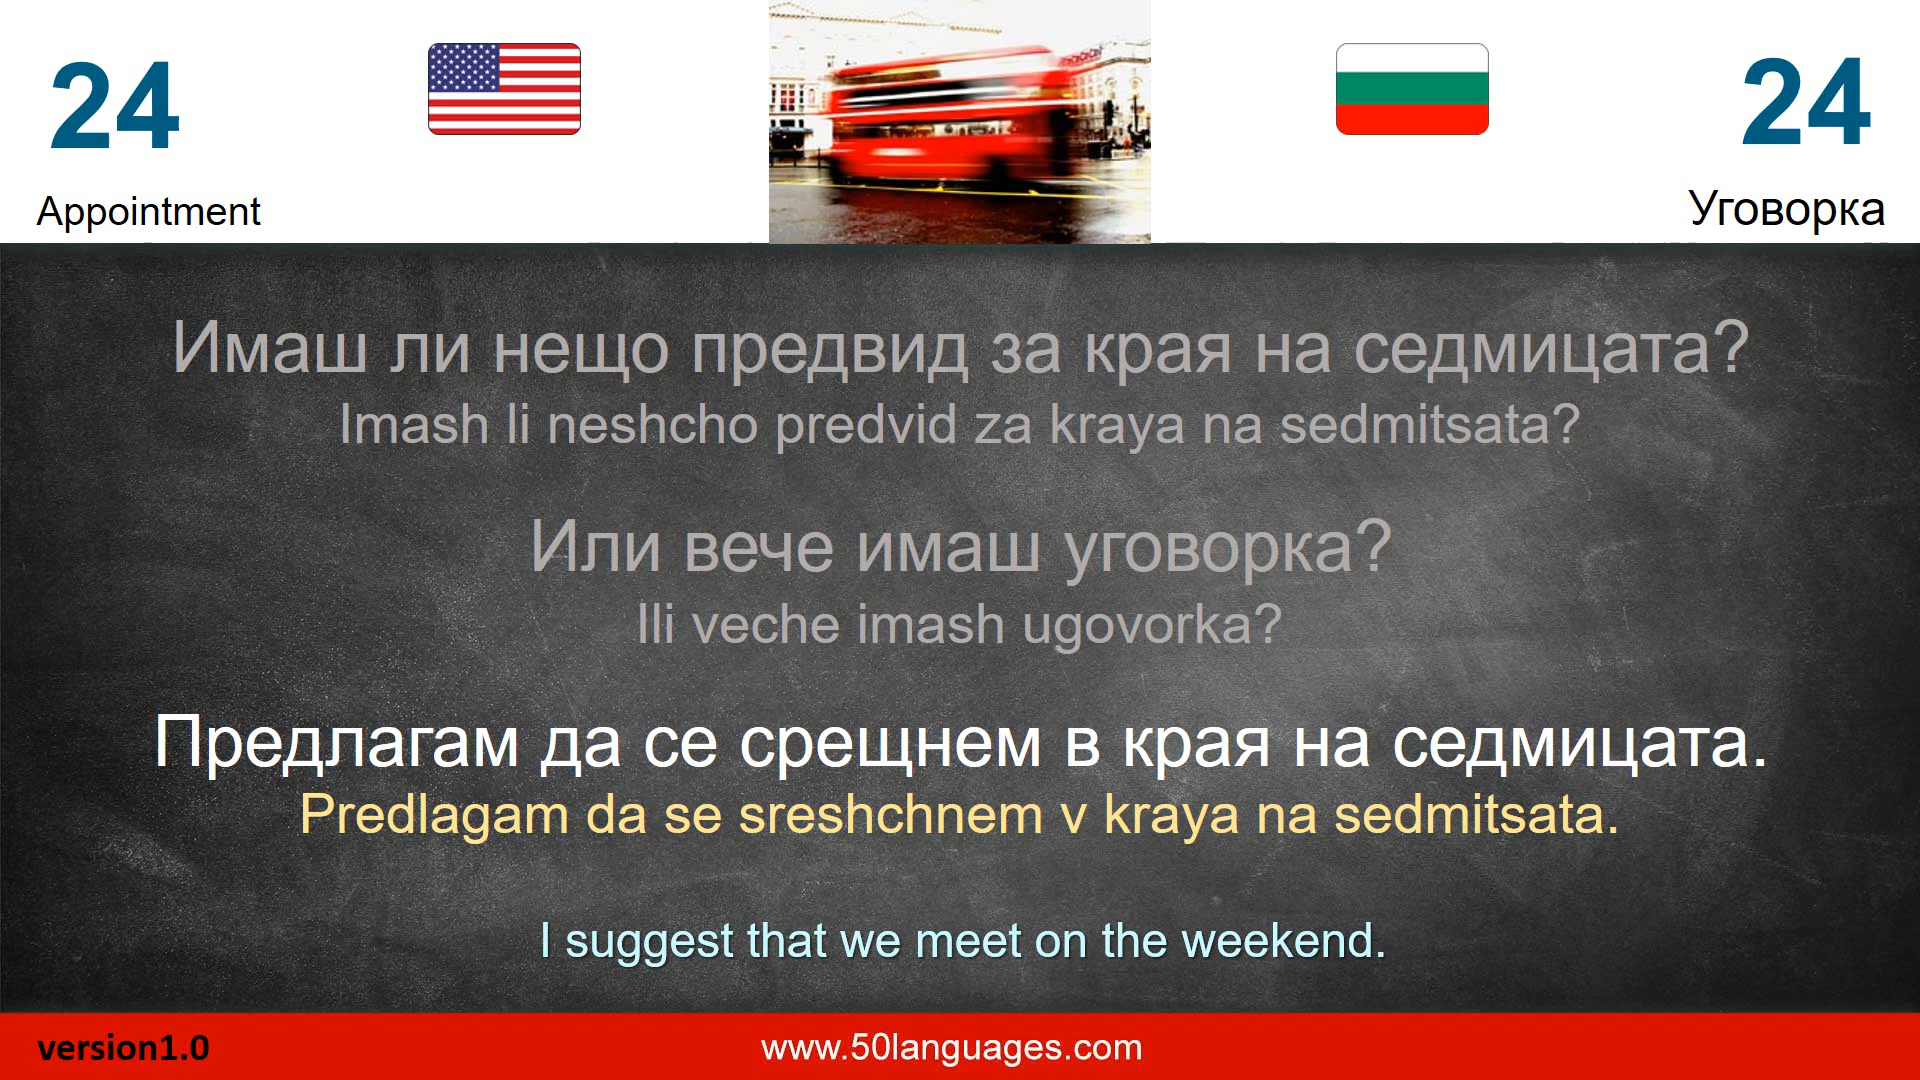 24
24
Appointment
Уговорка
Имаш ли нещо предвид за края на седмицата?
Imash li neshcho predvid za kraya na sedmitsata?
Или вече имаш уговорка?
Ili veche imash ugovorka?
Предлагам да се срещнем в края на седмицата.
Predlagam da se sreshchnem v kraya na sedmitsata.
I suggest that we meet on the weekend.
version1.0
www.50languages.com